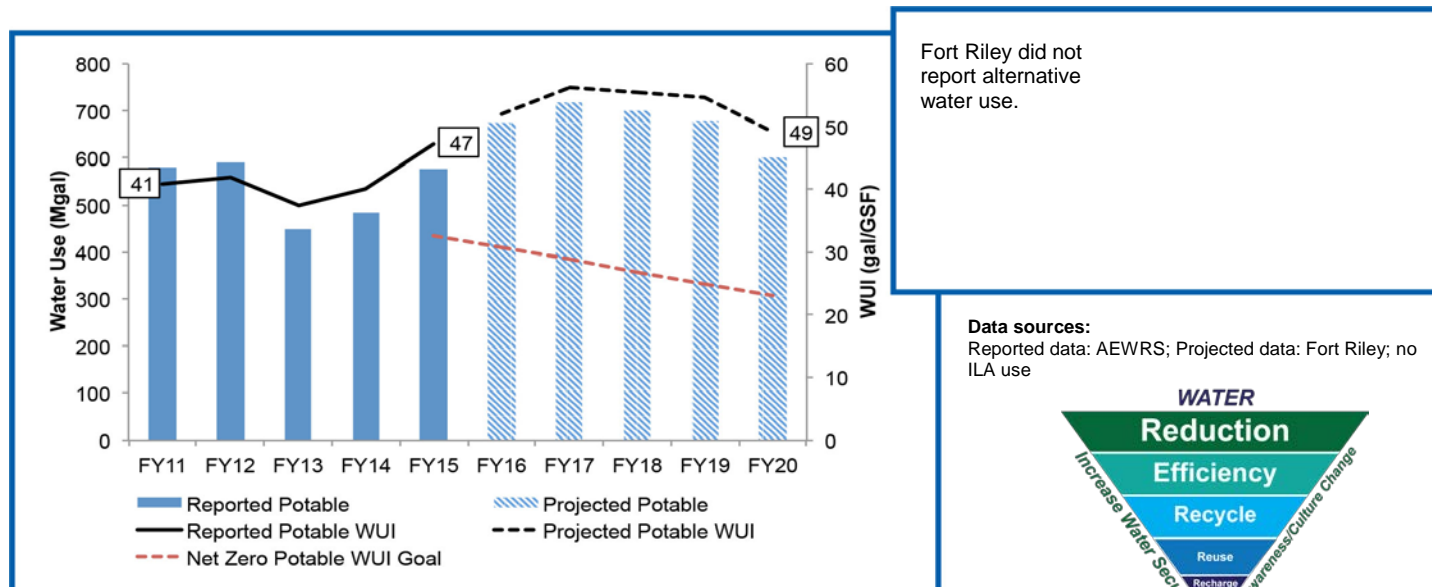 Fort Riley did not
report alternative
water use.
800
700
600
500
400
300
200
100
0
Water Use (Mgal)
60
50
40
30
20
10
0
WUI (gal/GSF)
41
47
49
FY11 FY12 FY13 FY14 FY15 FY16 FY17 FY18 FY19 FY20
Reported Potable
Projected Potable
Reported Potable WUI
Projected Potable WUI
Net Zero Potable WUI Goal
Data sources:
Reported data: AEWRS; Projected data: Fort Riley; no
ILA use
WATER
Reduction
Efficiency
Recycle
Reuse
Recharge
Increase Water
Culture Change